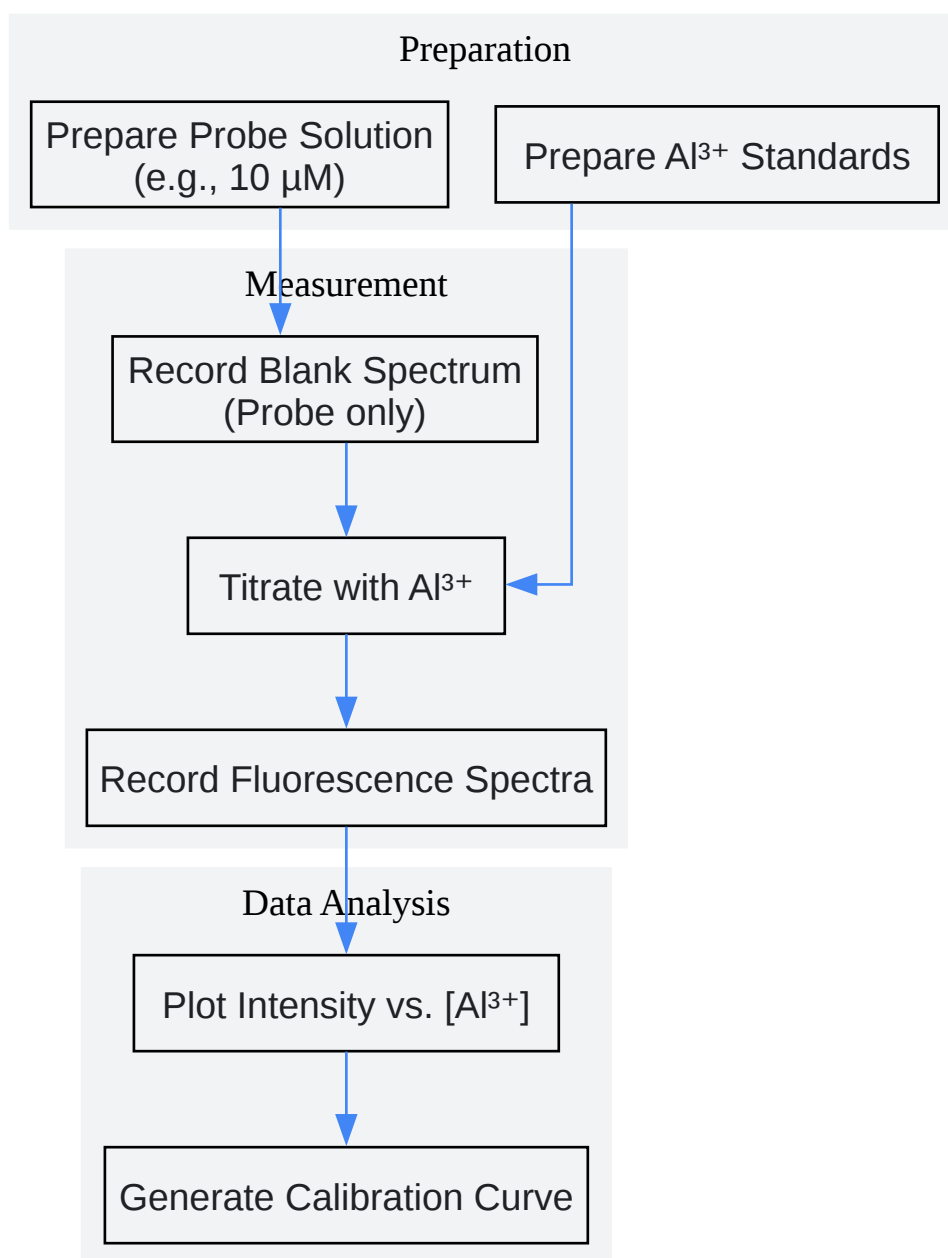 Preparation
Prepare Probe Solution
(e.g., 10 µM)
Prepare Al³⁺ Standards
Measurement
Record Blank Spectrum
(Probe only)
Titrate with Al³⁺
Record Fluorescence Spectra
Data Analysis
Plot Intensity vs. [Al³⁺]
Generate Calibration Curve